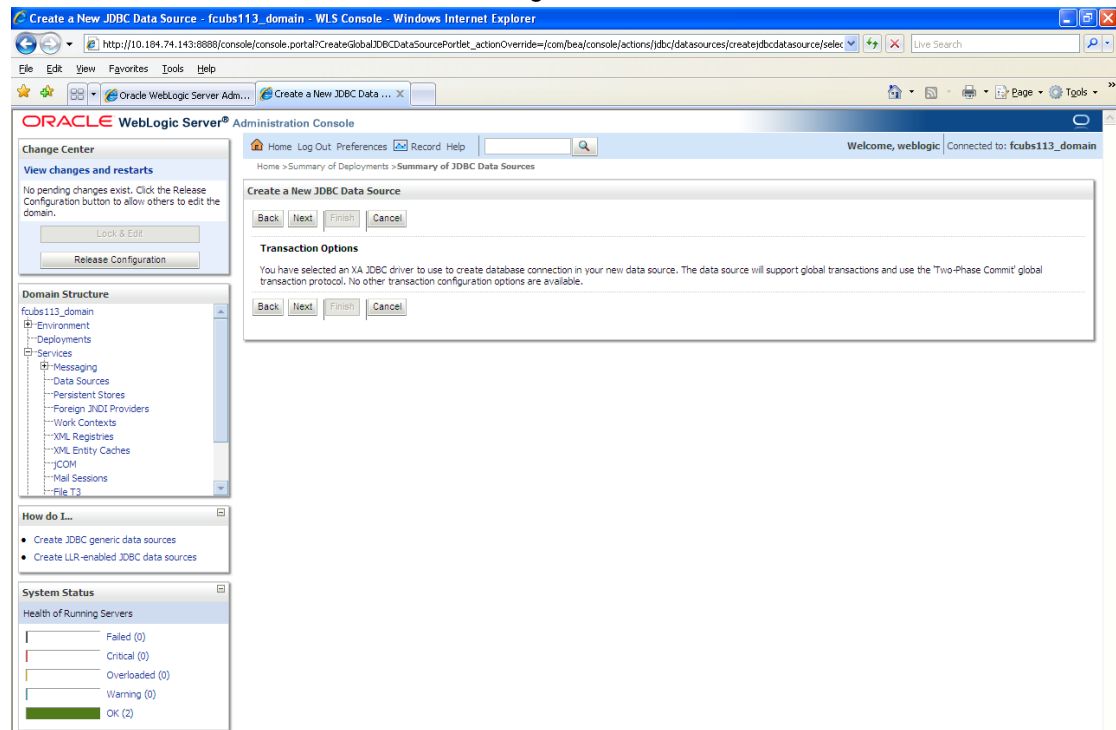 Create a New JDBC Data Source - fcubs113_domain - WLS Console - Windows Internet Explorer
http://10.184.74.143:8888/console/console.portal?CreateGlobalJDBCDataSourcePortlet_actionOverride=/com/bea/console/actions/jdbc/datasources/createjdbcdatasource/selec
Live Search
File Edit View Favorites Tools Help
Oracle WebLogic Server Adm...
Create a New JDBC Data ... X
Page
Tools
ORACLE WebLogic Server® Administration Console
Change Center
View changes and restarts
No pending changes exist. Click the Release
Configuration button to allow others to edit the
domain.
Lock & Edit
Release Configuration
Domain Structure
fcubs113_domain
Environment
Deployments
Services
Messaging
Data Sources
Persistent Stores
Foreign JNDI Providers
Work Contexts
XML Registries
XML Entity Caches
jCOM
Mail Sessions
File T3
How do I...
Create JDBC generic data sources
Create LLR-enabled JDBC data sources
System Status
Health of Running Servers
Failed (0)
Critical (0)
Overloaded (0)
Warning (0)
OK (2)
Home Log Out Preferences Record Help
Welcome, weblogic Connected to: fcubs113_domain
Home >Summary of Deployments >Summary of JDBC Data Sources
Create a New JDBC Data Source
Back Next Finish Cancel
Transaction Options
You have selected an XA JDBC driver to use to create database connection in your new data source. The data source will support global transactions and use the 'Two-Phase Commit' global
transaction protocol. No other transaction configuration options are available.
Back Next Finish Cancel